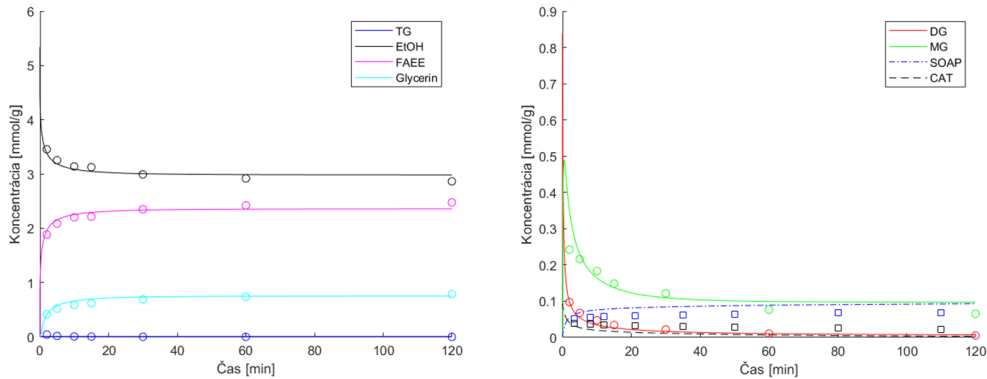 6
5
4
3
2
1
0
Koncentrácia [mmol/g]
0 20 40 60 80 100 120
Čas [min]
TG
EtOH
FAEE
Glycerin
0.9
0.8
0.7
0.6
0.5
0.4
0.3
0.2
0.1
0
Koncentrácia [mmol/g]
0 20 40 60 80 100 120
Čas [min]
DG
MG
SOAP
CAT